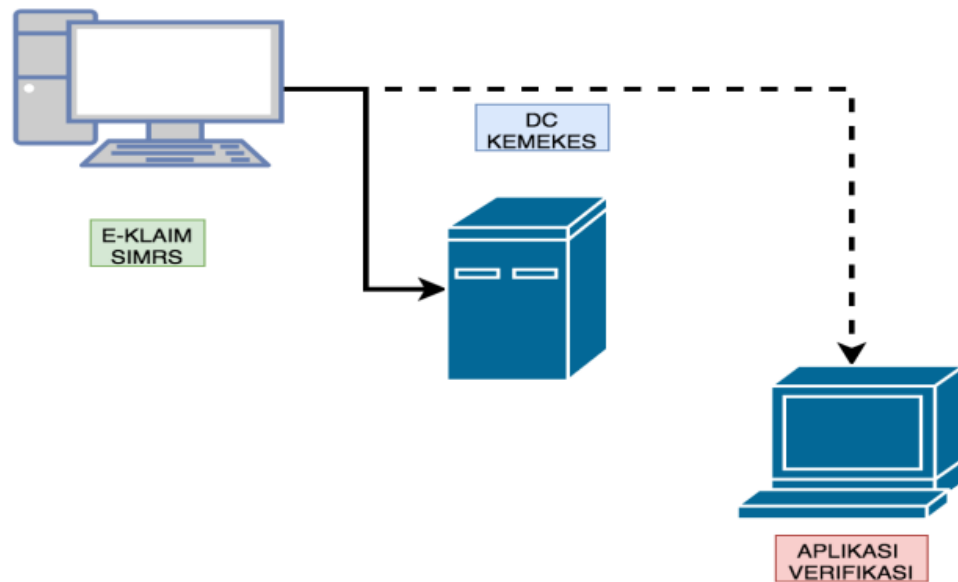 DC
KEMEKES
E-KLAIM
SIMRS
APLIKASI
VERIFIKASI